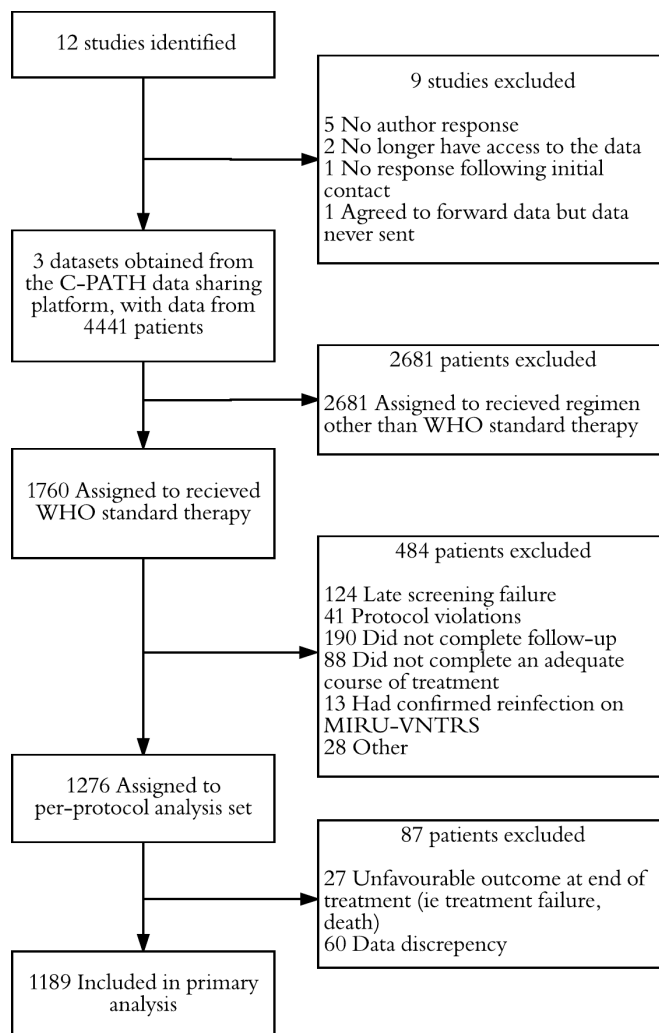 12 studies identified
9 studies excluded
5 No author response
2 No longer have access to the data
1 No response following initial
contact
1 Agreed to forward data but data
never sent
3 datasets obtained from
the C-PATH data sharing
platform, with data from
4441 patients
2681 patients excluded
2681 Assigned to recieved regimen
other than WHO standard therapy
1760 Assigned to recieved
WHO standard therapy
484 patients excluded
124 Late screening failure
41 Protocol violations
190 Did not complete follow-up
88 Did not complete an adequate
course of treatment
13 Had confirmed reinfection on
MIRU-VNTRS
28 Other
1276 Assigned to
per-protocol analysis set
87 patients excluded
27 Unfavourable outcome at end of
treatment (ie treatment failure,
death)
60 Data discrepency
1189 Included in primary
analysis